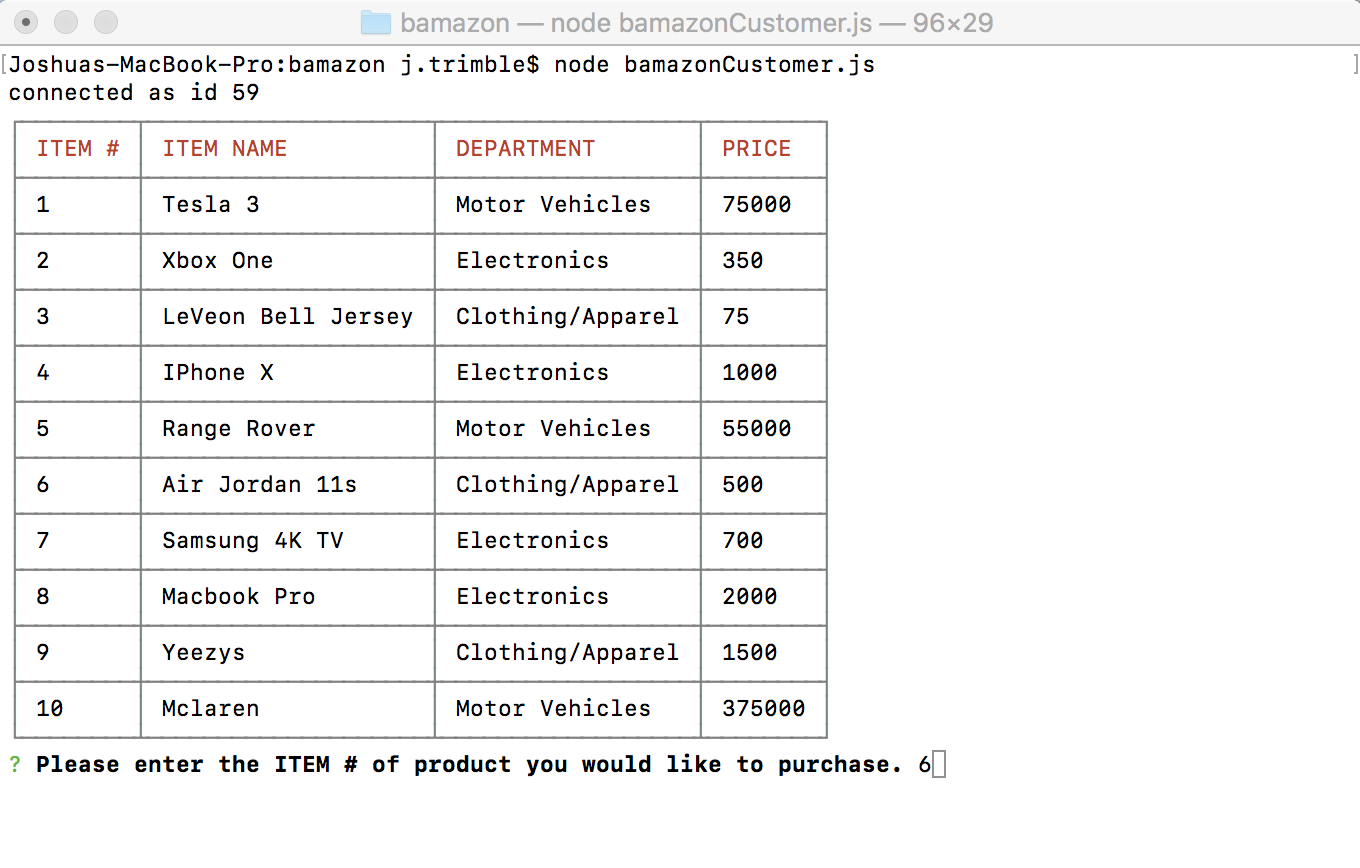 bamazon — node bamazonCustomer.js — 96×29
[Joshuas-MacBook-Pro:bamazon j.trimble$ node bamazonCustomer.js ]
connected as id 59
ITEM # ITEM NAME DEPARTMENT PRICE
1 Tesla 3 Motor Vehicles 75000
2 Xbox One Electronics 350
3 LeVeon Bell Jersey Clothing/Apparel 75
4 IPhone X Electronics 1000
5 Range Rover Motor Vehicles 55000
6 Air Jordan 11s Clothing/Apparel 500
7 Samsung 4K TV Electronics 700
8 Macbook Pro Electronics 2000
9 Yeezys Clothing/Apparel 1500
10 Mclaren Motor Vehicles 375000
? Please enter the ITEM # of product you would like to purchase. 6